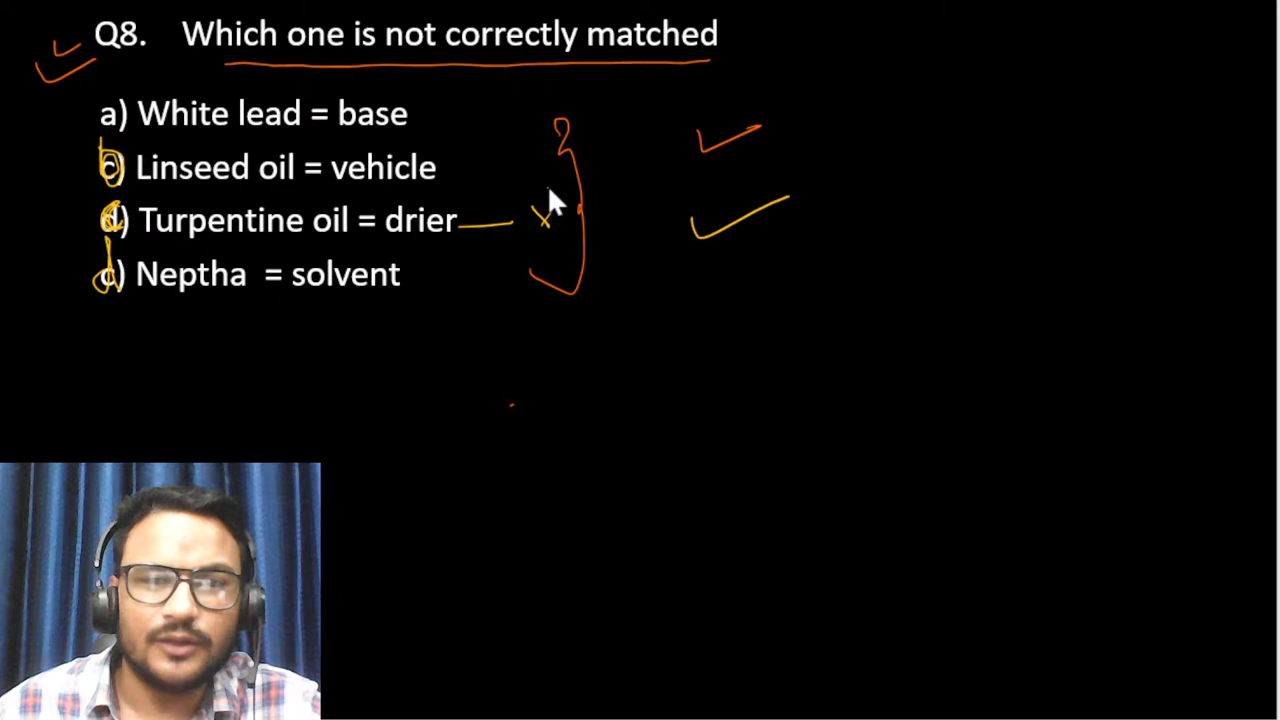 Q8. Which one is not correctly matched
a) White lead = base
b) Linseed oil = vehicle
c) Turpentine oil = drier
d) Neptha = solvent